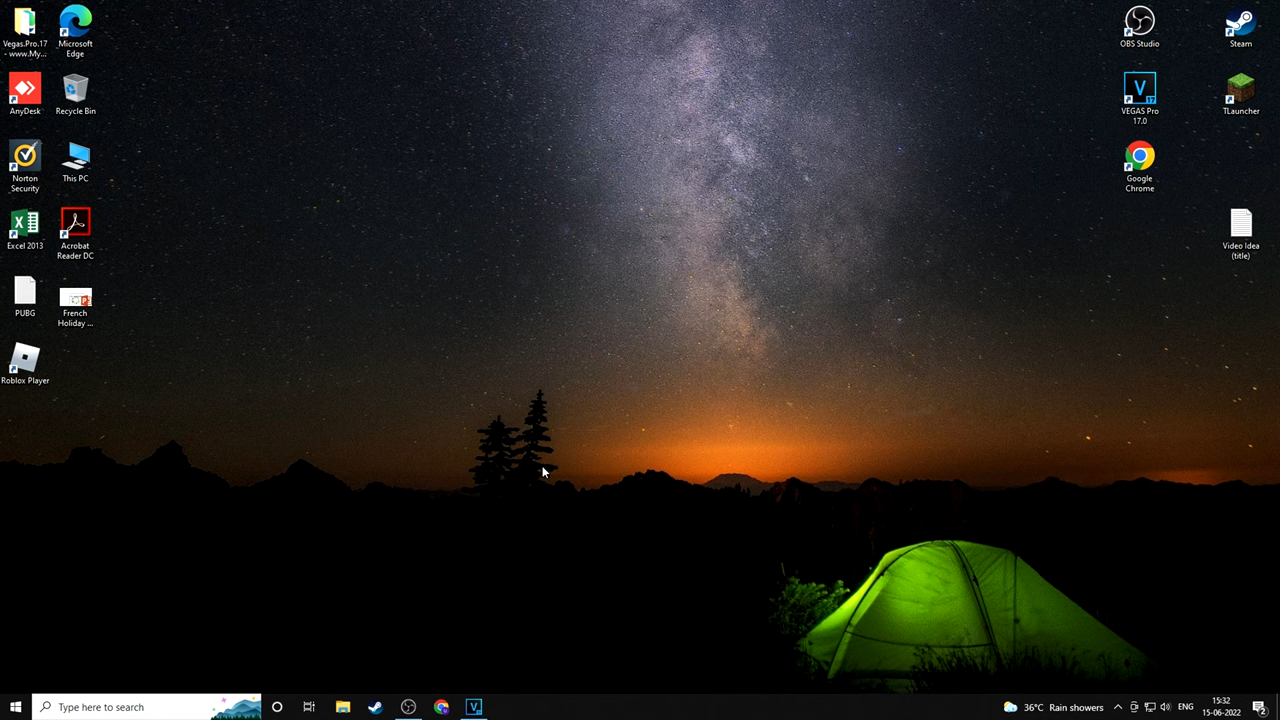 Vegas.Pro.17
- www.My...
Microsoft
Edge
AnyDesk
Recycle Bin
Norton
Security
This PC
Excel 2013
Acrobat
Reader DC
PUBG
French
Holiday ...
Roblox Player
OBS Studio
Steam
VEGAS Pro
17.0
TLauncher
Google
Chrome
Video Idea
(title)
Type here to search
36°C Rain showers
ENG
15:32
15-06-2022
2